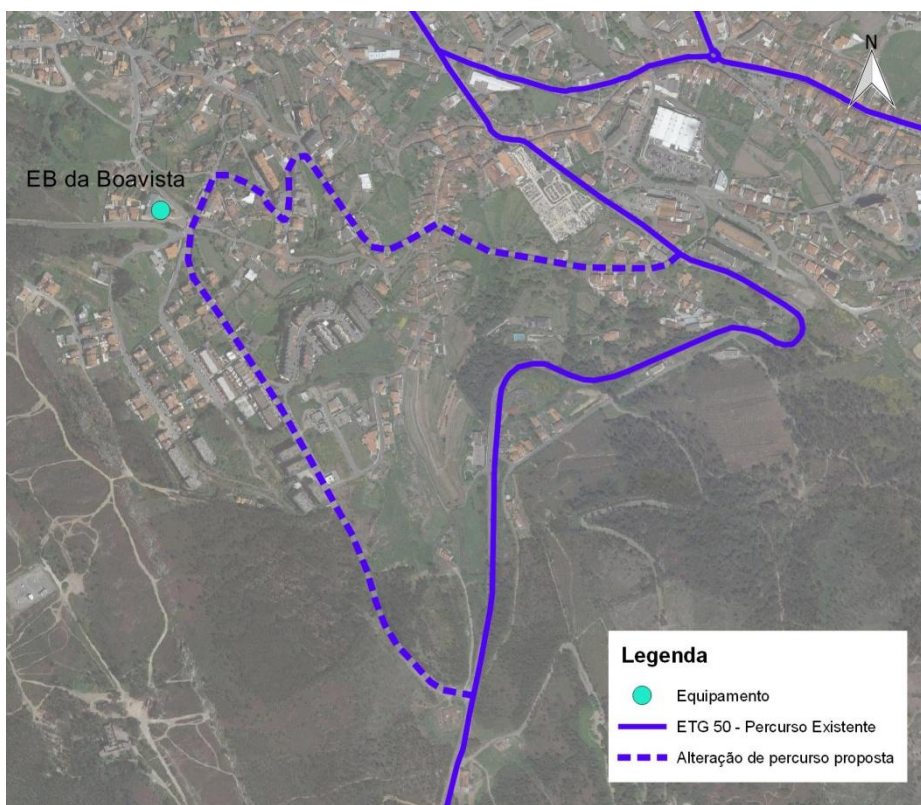 N
EB da Boavista
Legenda
Equipamento
ETG 50 - Percurso Existente
Alteração de percurso proposta